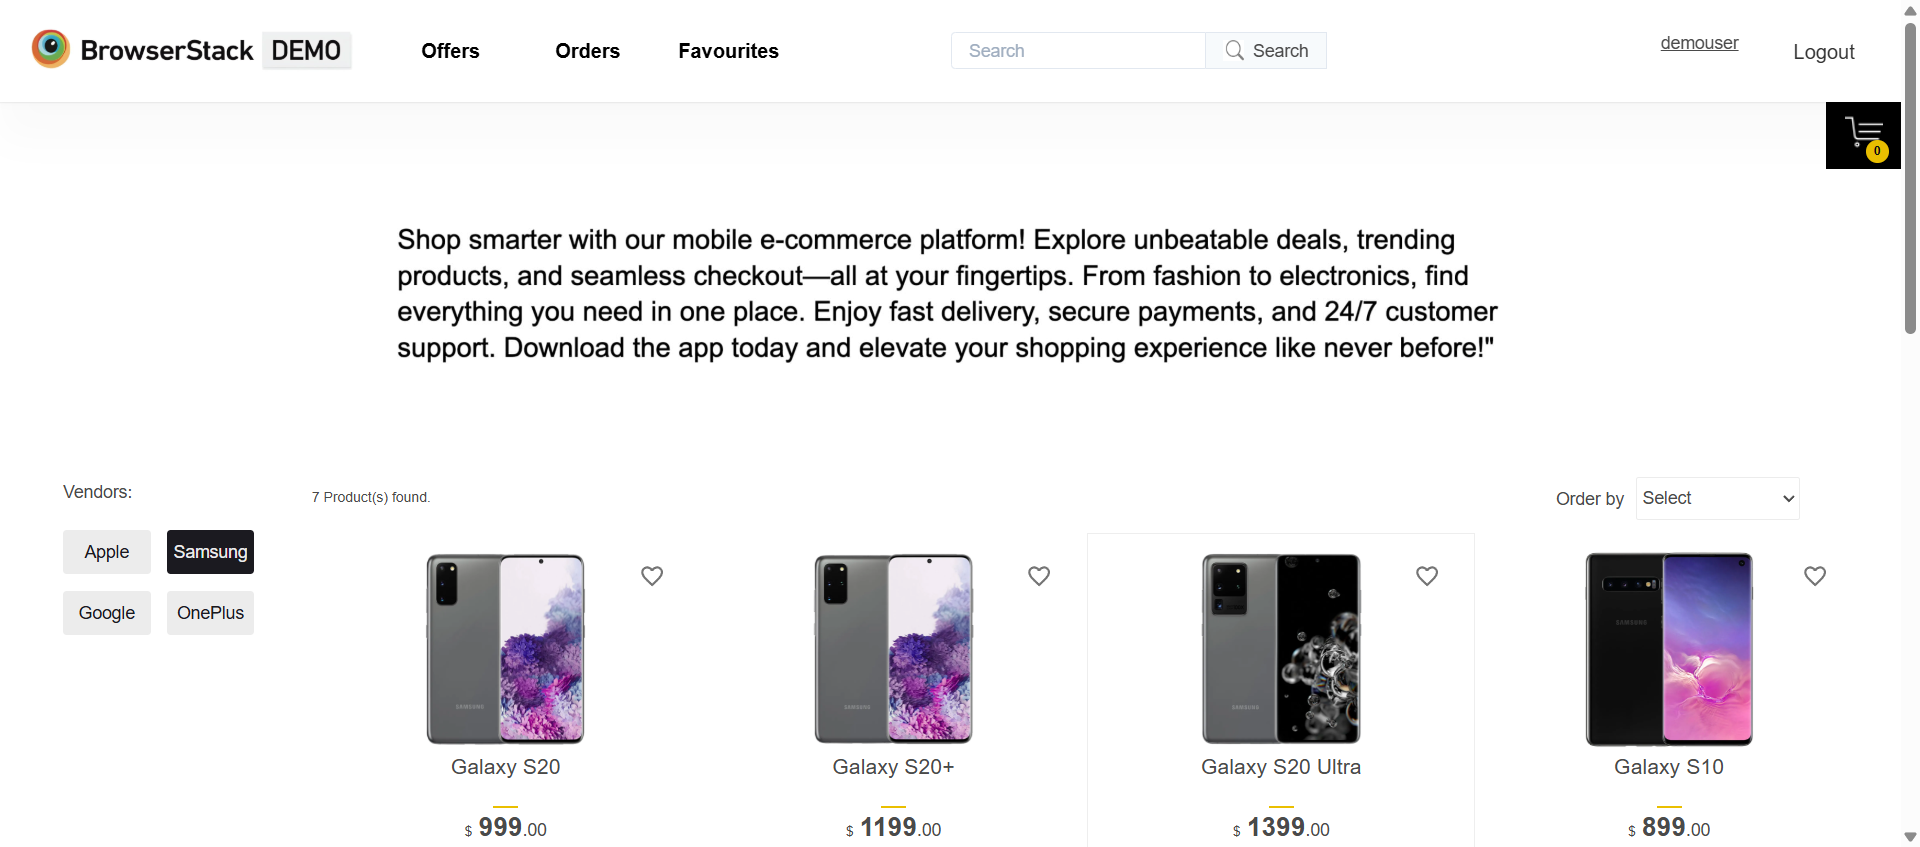 BrowserStack DEMO
Offers
Orders
Favourites
Search
Search
demouser
Logout
0
Shop smarter with our mobile e-commerce platform! Explore unbeatable deals, trending
products, and seamless checkout—all at your fingertips. From fashion to electronics, find
everything you need in one place. Enjoy fast delivery, secure payments, and 24/7 customer
support. Download the app today and elevate your shopping experience like never before!"
Vendors:
Apple
Samsung
Google
OnePlus
7 Product(s) found.
Order by
Select
SAMSUNG
SAMSUNG
SAMSUNG
SAMSUNG
Galaxy S20
Galaxy S20+
Galaxy S20 Ultra
Galaxy S10
$ 999.00
$ 1199.00
$ 1399.00
$ 899.00